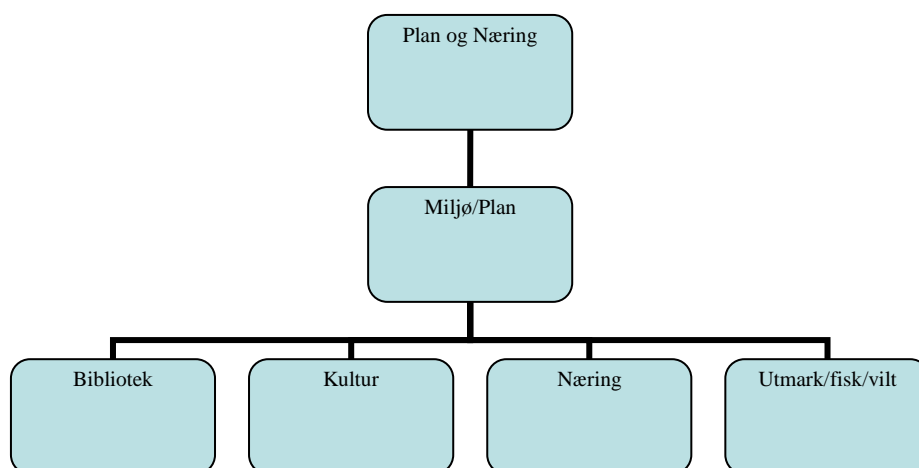 Plan og Næring
Miljø/Plan
Bibliotek
Kultur
Næring
Utmark/fisk/vilt